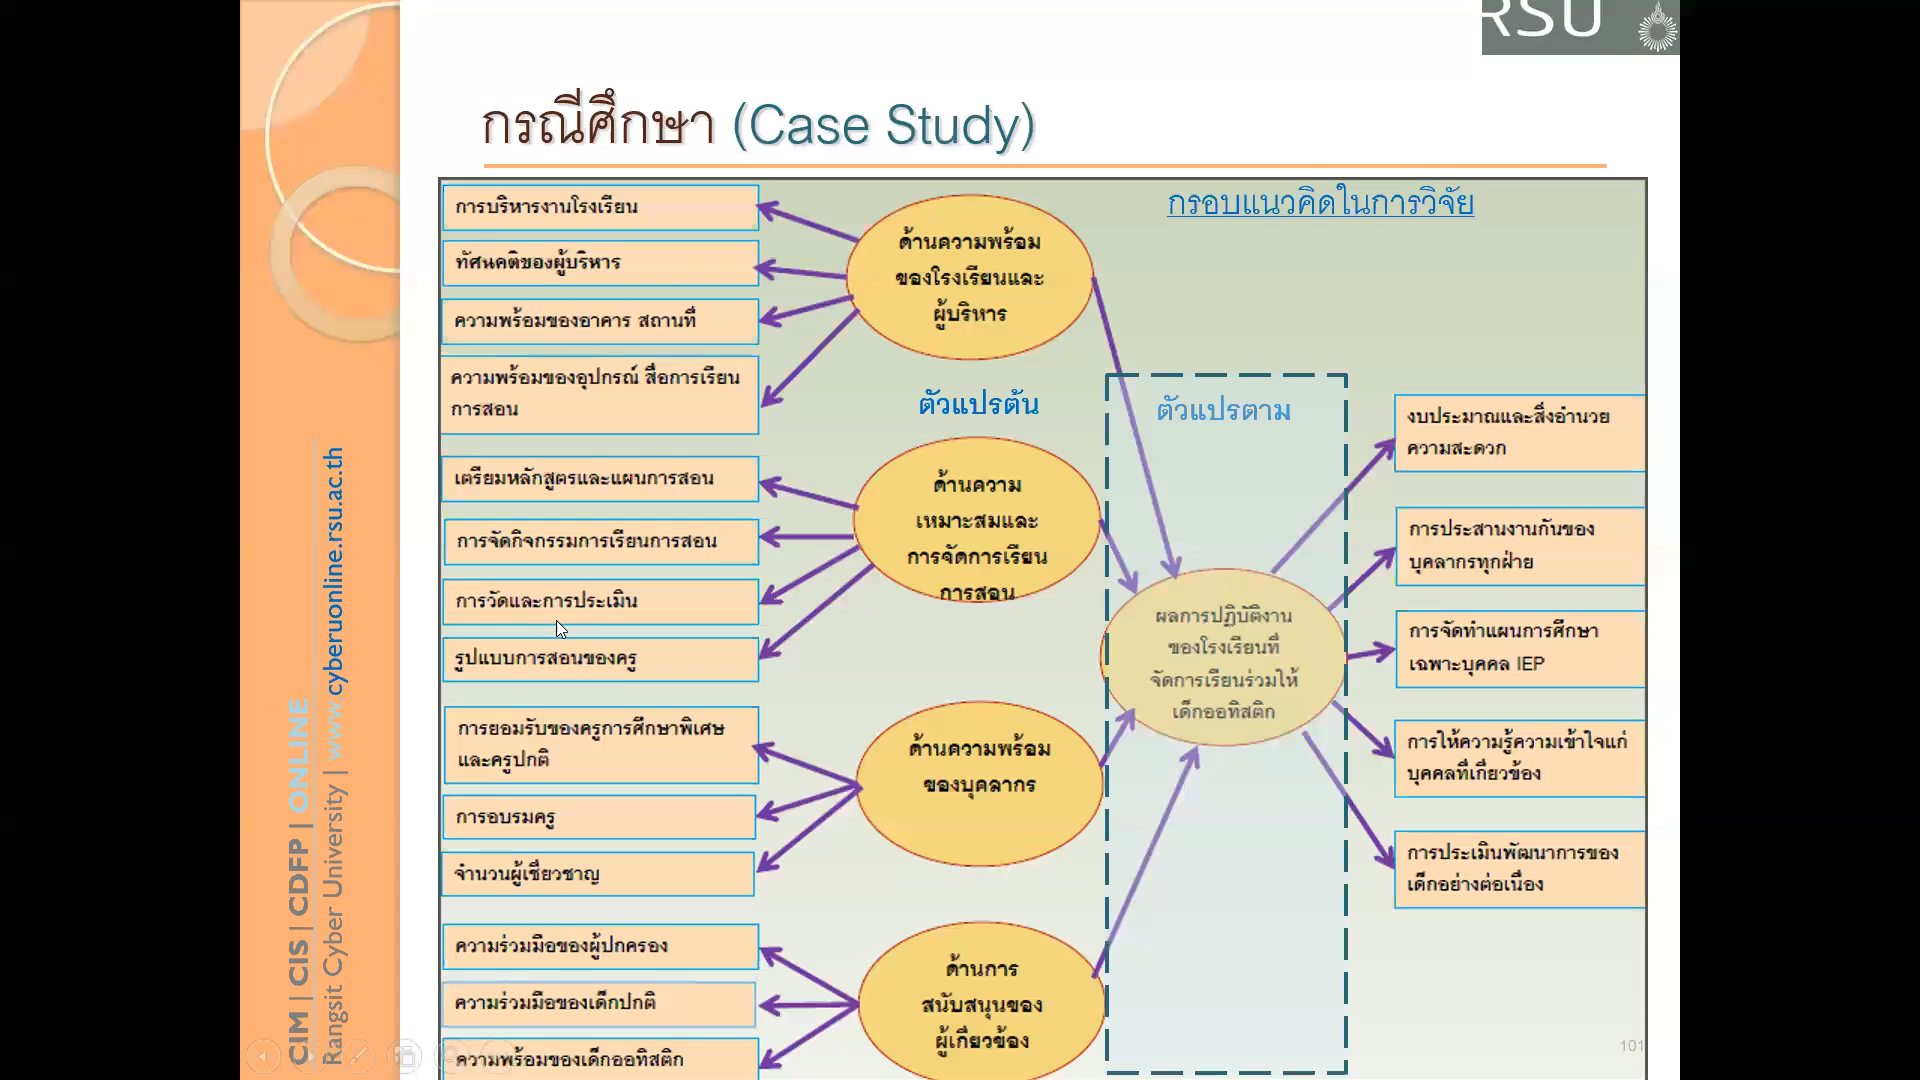 RSU
กรณีศึกษา (Case Study)
กรอบแนวคิดในการวิจัย
การบริหารงานโรงเรียน
ทัศนคติของผู้บริหาร
ความพร้อมของอาคาร สถานที่
ความพร้อมของอุปกรณ์ สื่อการเรียน
การสอน
ด้านความพร้อม
ของโรงเรียนและ
ผู้บริหาร
ตัวแปรต้น
ตัวแปรตาม
เตรียมหลักสูตรและแผนการสอน
การจัดกิจกรรมการเรียนการสอน
การวัดและการประเมิน
รูปแบบการสอนของครู
ด้านความ
เหมาะสมและ
การจัดการเรียน
การสอน
การยอมรับของครูการศึกษาพิเศษ
และครูปกติ
การอบรมครู
จำนวนผู้เชี่ยวชาญ
ด้านความพร้อม
ของบุคลากร
ความร่วมมือของผู้ปกครอง
ความร่วมมือของเด็กปกติ
ความพร้อมของเด็กออทิสติก
ด้านการ
สนับสนุนของ
ผู้เกี่ยวข้อง
ผลการปฏิบัติงาน
ของโรงเรียนที่
จัดการเรียนร่วมให้
เด็กออทิสติก
งบประมาณและสิ่งอำนวย
ความสะดวก
การประสานงานกันของ
บุคลากรทุกฝ่าย
การจัดทำแผนการศึกษา
เฉพาะบุคคล IEP
การให้ความรู้ความเข้าใจแก่
บุคคลที่เกี่ยวข้อง
การประเมินพัฒนาการของ
เด็กอย่างต่อเนื่อง
CIM | CIS | CDFP | ONLINE
Rangsit Cyber University | www.cyberuonline.rsu.ac.th
101